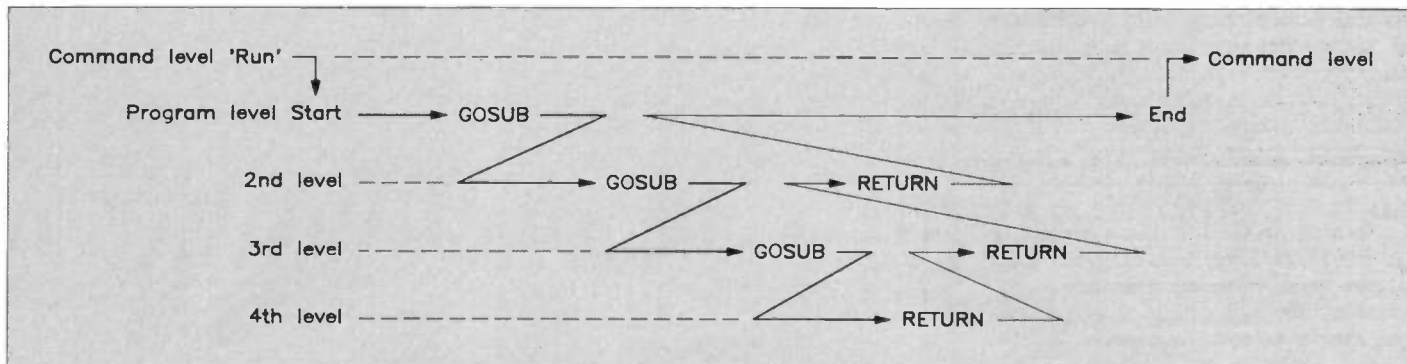 Command level 'Run' Command level
Program level Start GOSUB End
2nd level GOSUB RETURN
3rd level GOSUB RETURN
4th level RETURN